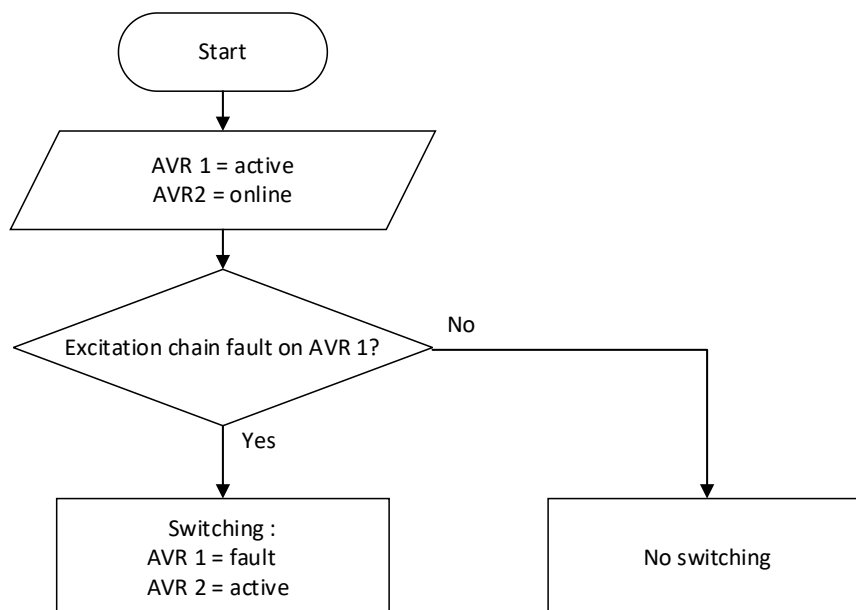 Start
AVR 1 = active
AVR2 = online
Excitation chain fault on AVR 1?
No
Yes
Switching :
AVR 1 = fault
AVR 2 = active
No switching